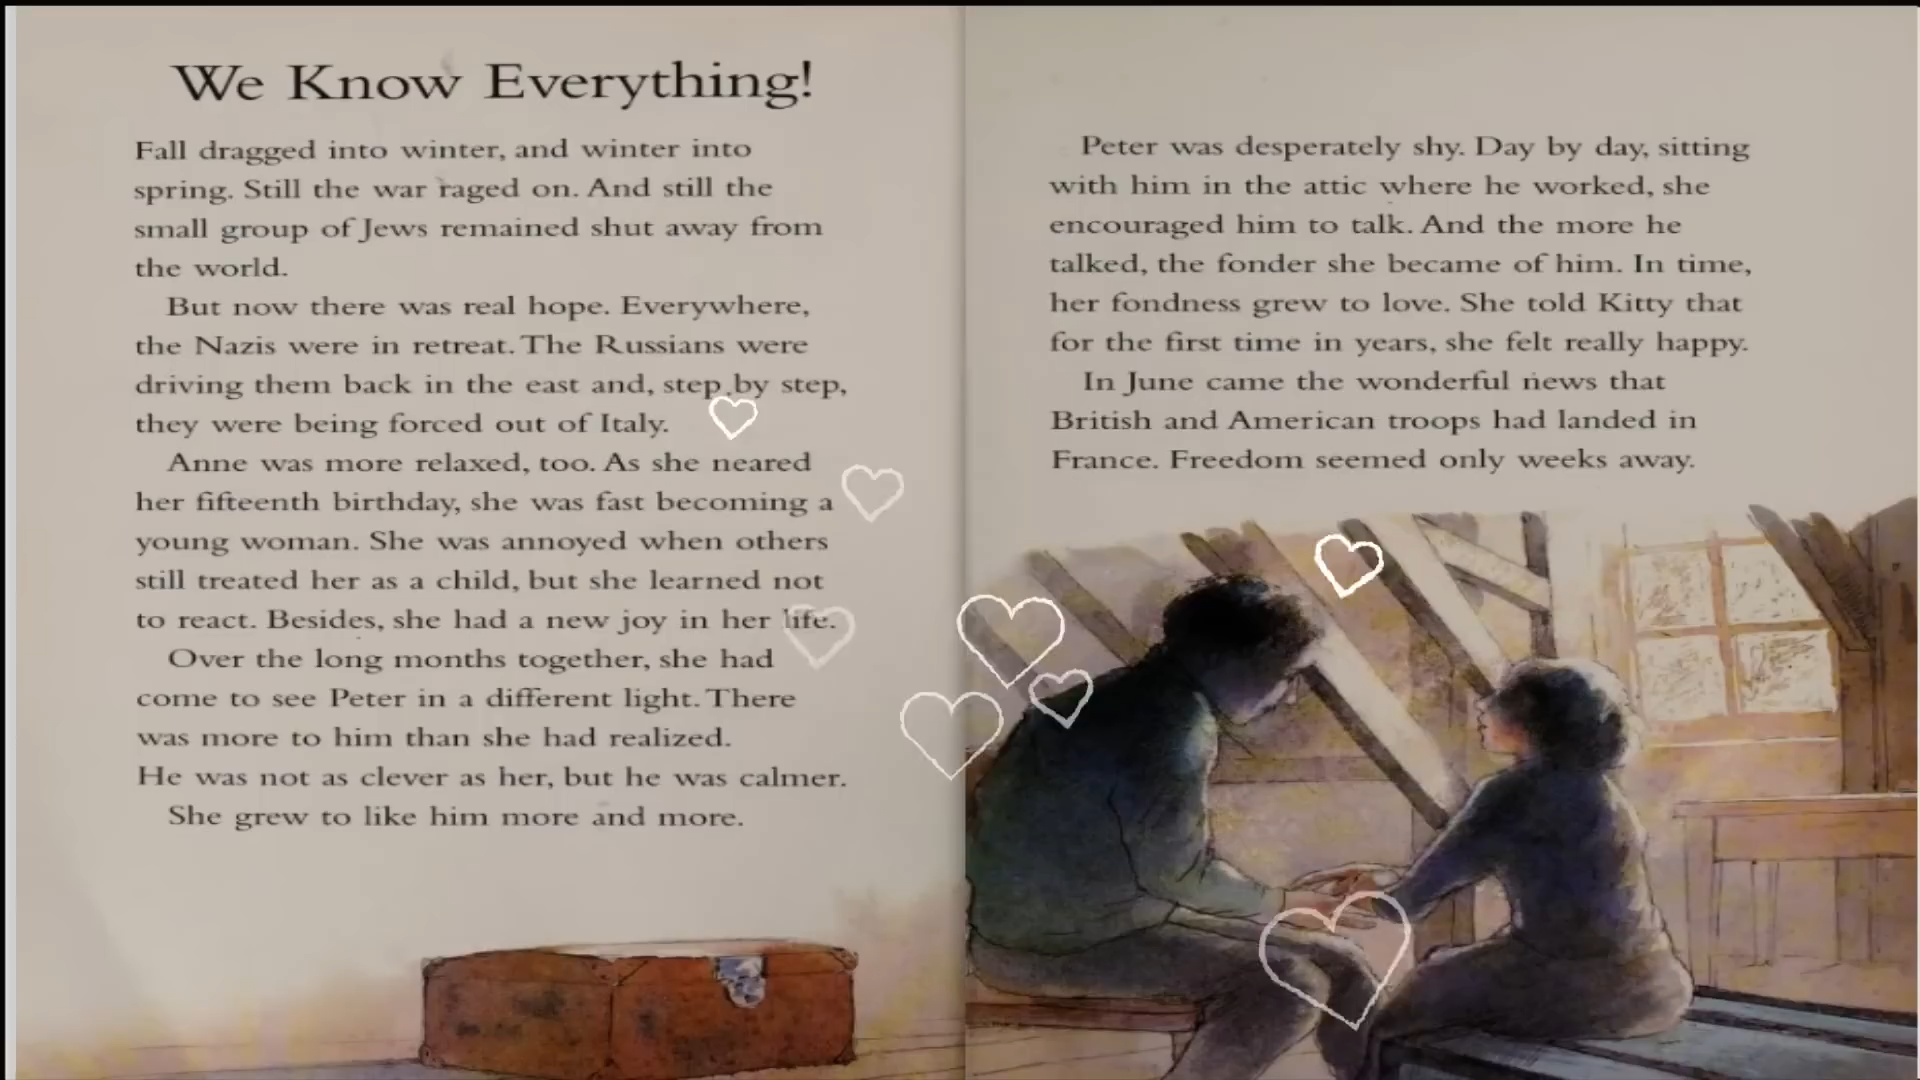 We Know Everything!
Fall dragged into winter, and winter into
spring. Still the war raged on. And still the
small group of Jews remained shut away from
the world.
But now there was real hope. Everywhere,
the Nazis were in retreat. The Russians were
driving them back in the east and, step by step,
they were being forced out of Italy.
Anne was more relaxed, too. As she neared
her fifteenth birthday, she was fast becoming a
young woman. She was annoyed when others
still treated her as a child, but she learned not
to react. Besides, she had a new joy in her life.
Over the long months together, she had
come to see Peter in a different light. There
was more to him than she had realized.
He was not as clever as her, but he was calmer.
She grew to like him more and more.
Peter was desperately shy. Day by day, sitting
with him in the attic where he worked, she
encouraged him to talk. And the more he
talked, the fonder she became of him. In time,
her fondness grew to love. She told Kitty that
for the first time in years, she felt really happy.
In June came the wonderful news that
British and American troops had landed in
France. Freedom seemed only weeks away.